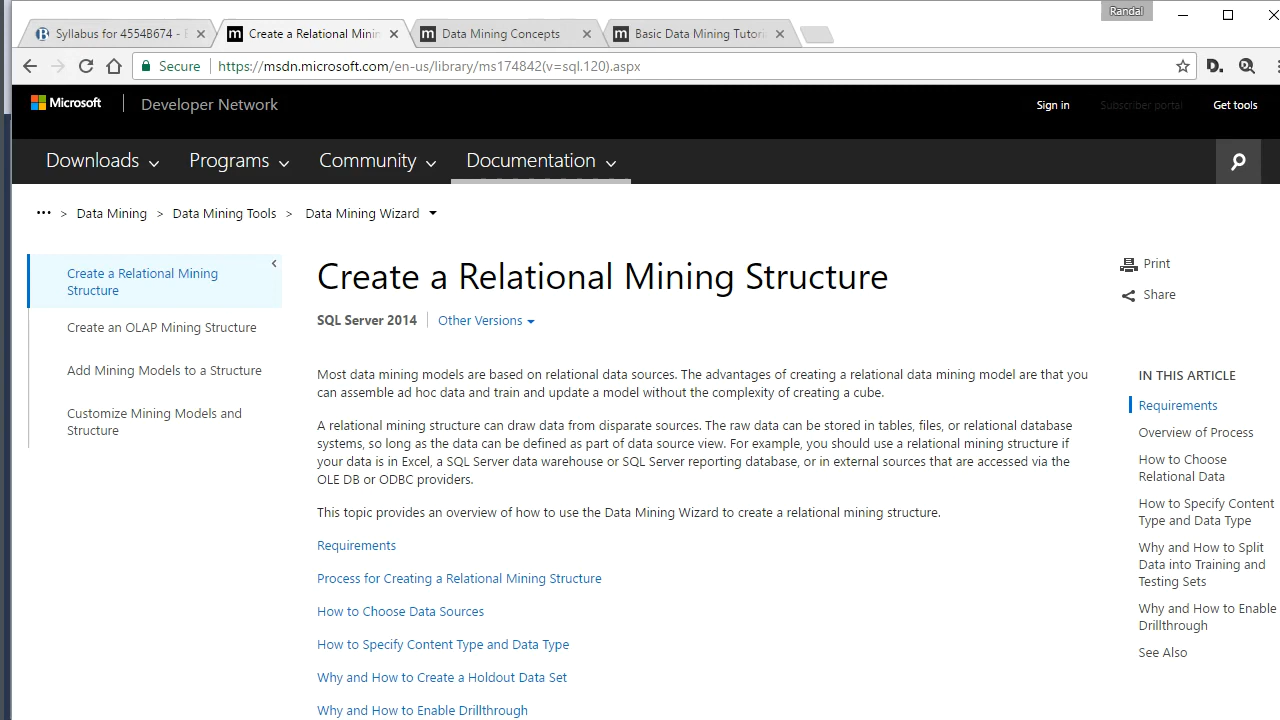 Randal
Syllabus for 4554B674 -
Create a Relational Minin
Data Mining Concepts
Basic Data Mining Tutori
Secure
https://msdn.microsoft.com/en-us/library/ms174842(v=sql.120).aspx
Microsoft
Developer Network
Sign in
Subscriber portal
Get tools
Downloads
Programs
Community
Documentation
••• > Data Mining > Data Mining Tools > Data Mining Wizard
Create a Relational Mining
Structure
Create an OLAP Mining Structure
Add Mining Models to a Structure
Customize Mining Models and
Structure
Create a Relational Mining Structure
SQL Server 2014
Other Versions
Most data mining models are based on relational data sources. The advantages of creating a relational data mining model are that you
can assemble ad hoc data and train and update a model without the complexity of creating a cube.
A relational mining structure can draw data from disparate sources. The raw data can be stored in tables, files, or relational database
systems, so long as the data can be defined as part of data source view. For example, you should use a relational mining structure if
your data is in Excel, a SQL Server data warehouse or SQL Server reporting database, or in external sources that are accessed via the
OLE DB or ODBC providers.
This topic provides an overview of how to use the Data Mining Wizard to create a relational mining structure.
Requirements
Process for Creating a Relational Mining Structure
How to Choose Data Sources
How to Specify Content Type and Data Type
Why and How to Create a Holdout Data Set
Why and How to Enable Drillthrough
Print
Share
IN THIS ARTICLE
Requirements
Overview of Process
How to Choose
Relational Data
How to Specify Content
Type and Data Type
Why and How to Split
Data into Training and
Testing Sets
Why and How to Enable
Drillthrough
See Also